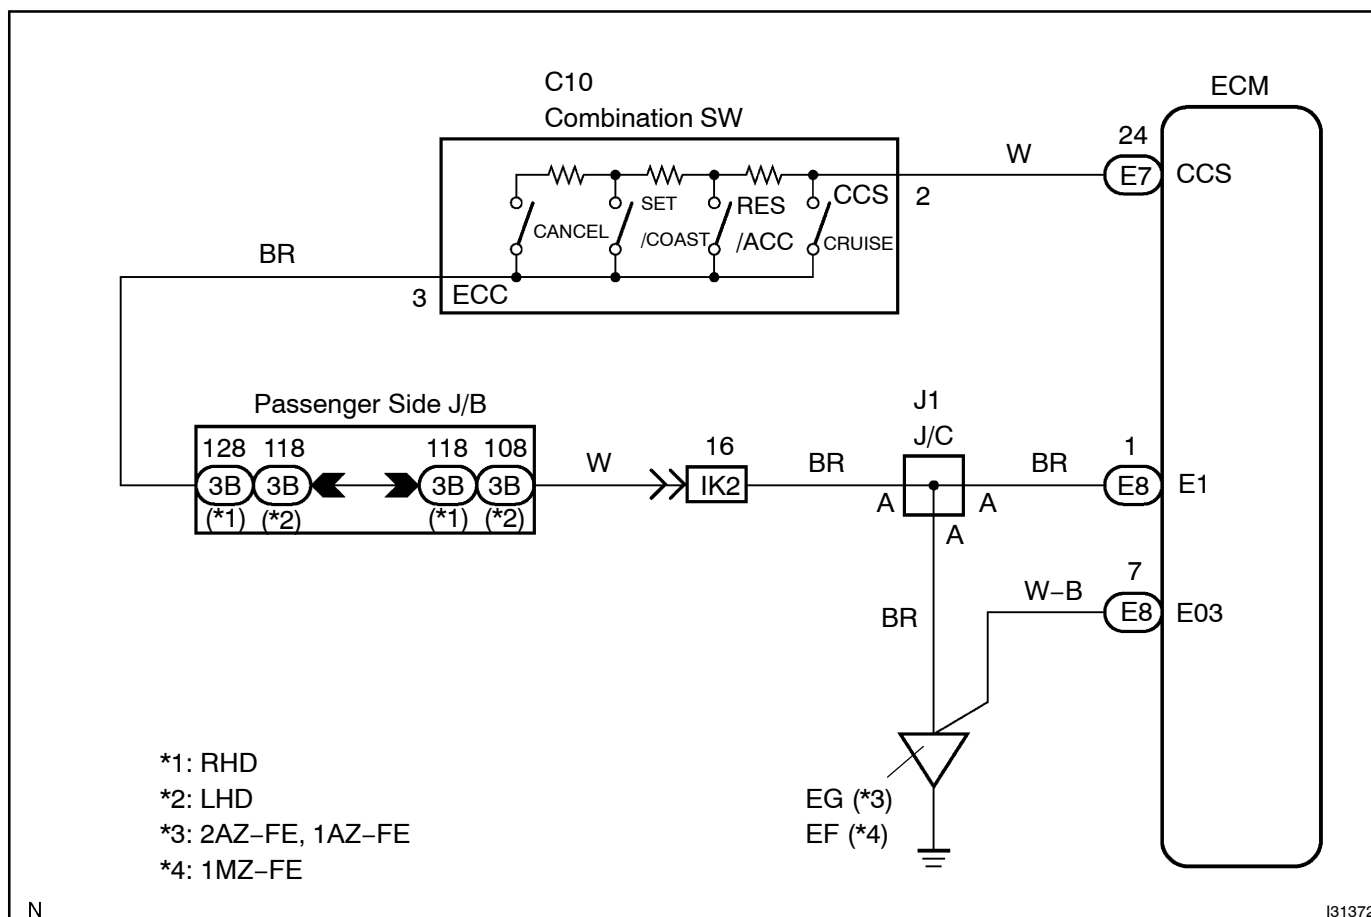 C10
Combination SW
ECM
24
W
E7
CCS
SET
RES
CCS
2
CANCEL
/COAST
/ACC
CRUISE
BR
3
ECC
Passenger Side J/B
J1
J/C
128
118
118
108
W
16
BR
BR
1
3B
3B
3B
3B
IK2
E8
E1
(*1)
(*2)
(*1)
(*2)
A
A
A
7
W–B
BR
E8
E03
*1: RHD
*2: LHD
EG (*3)
*3: 2AZ–FE, 1AZ–FE
EF (*4)
*4: 1MZ–FE
N
I31372